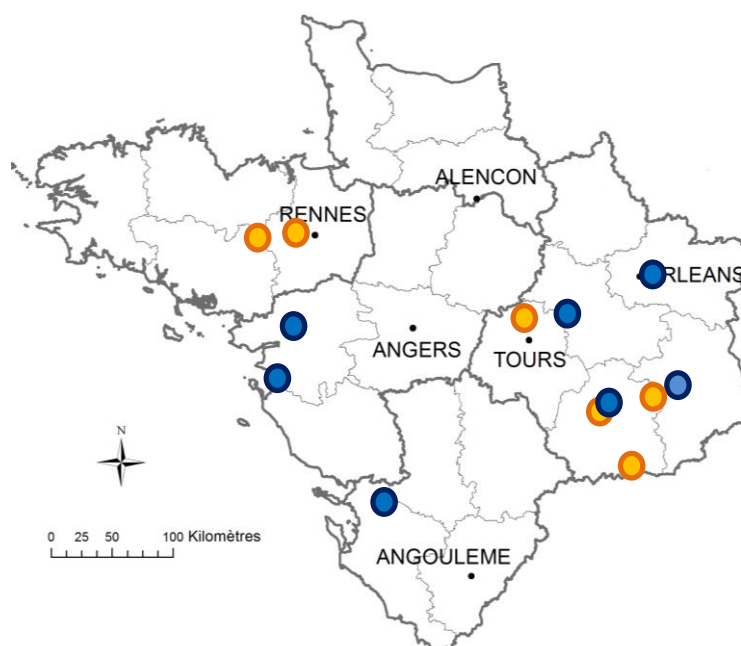 ALENCON
RENNES
RLEANS
ANGERS
TOURS
N
0 25 50 100 Kilomètres
ANGOULEME